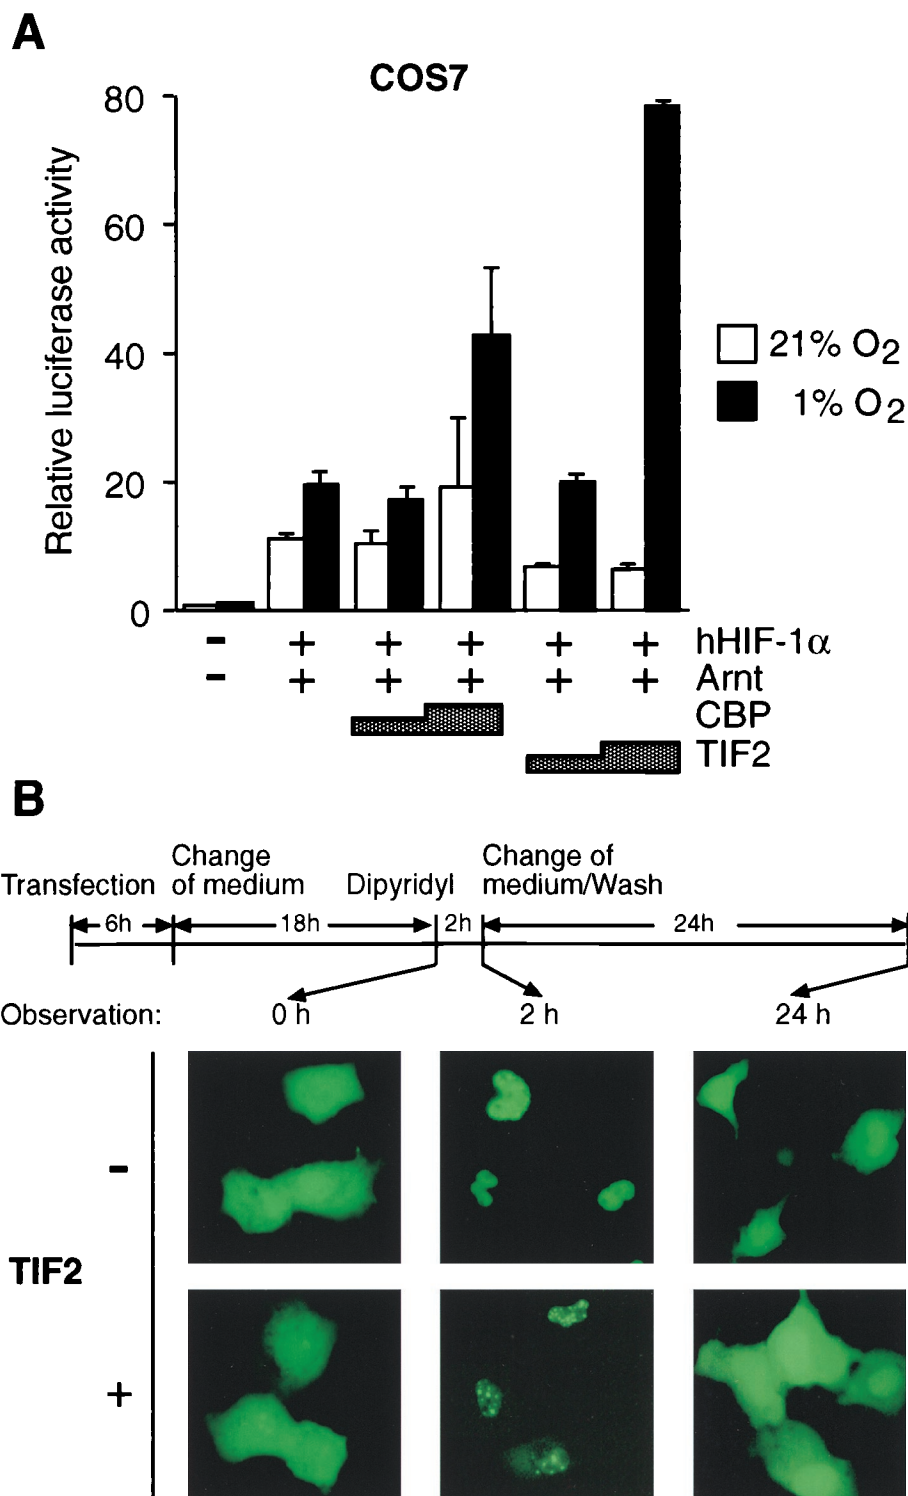 A
COS7
Relative luciferase activity
80
60
40
20
0
21% O2
1% O2
- + + + + + hHIF-1α
- + + + + + Arnt
CBP
TIF2
B
Transfection
Change
of medium
Dipyridyl
Change of
medium/Wash
6h
18h
2h
24h
Observation:
0 h
2 h
24 h
-
TIF2
+